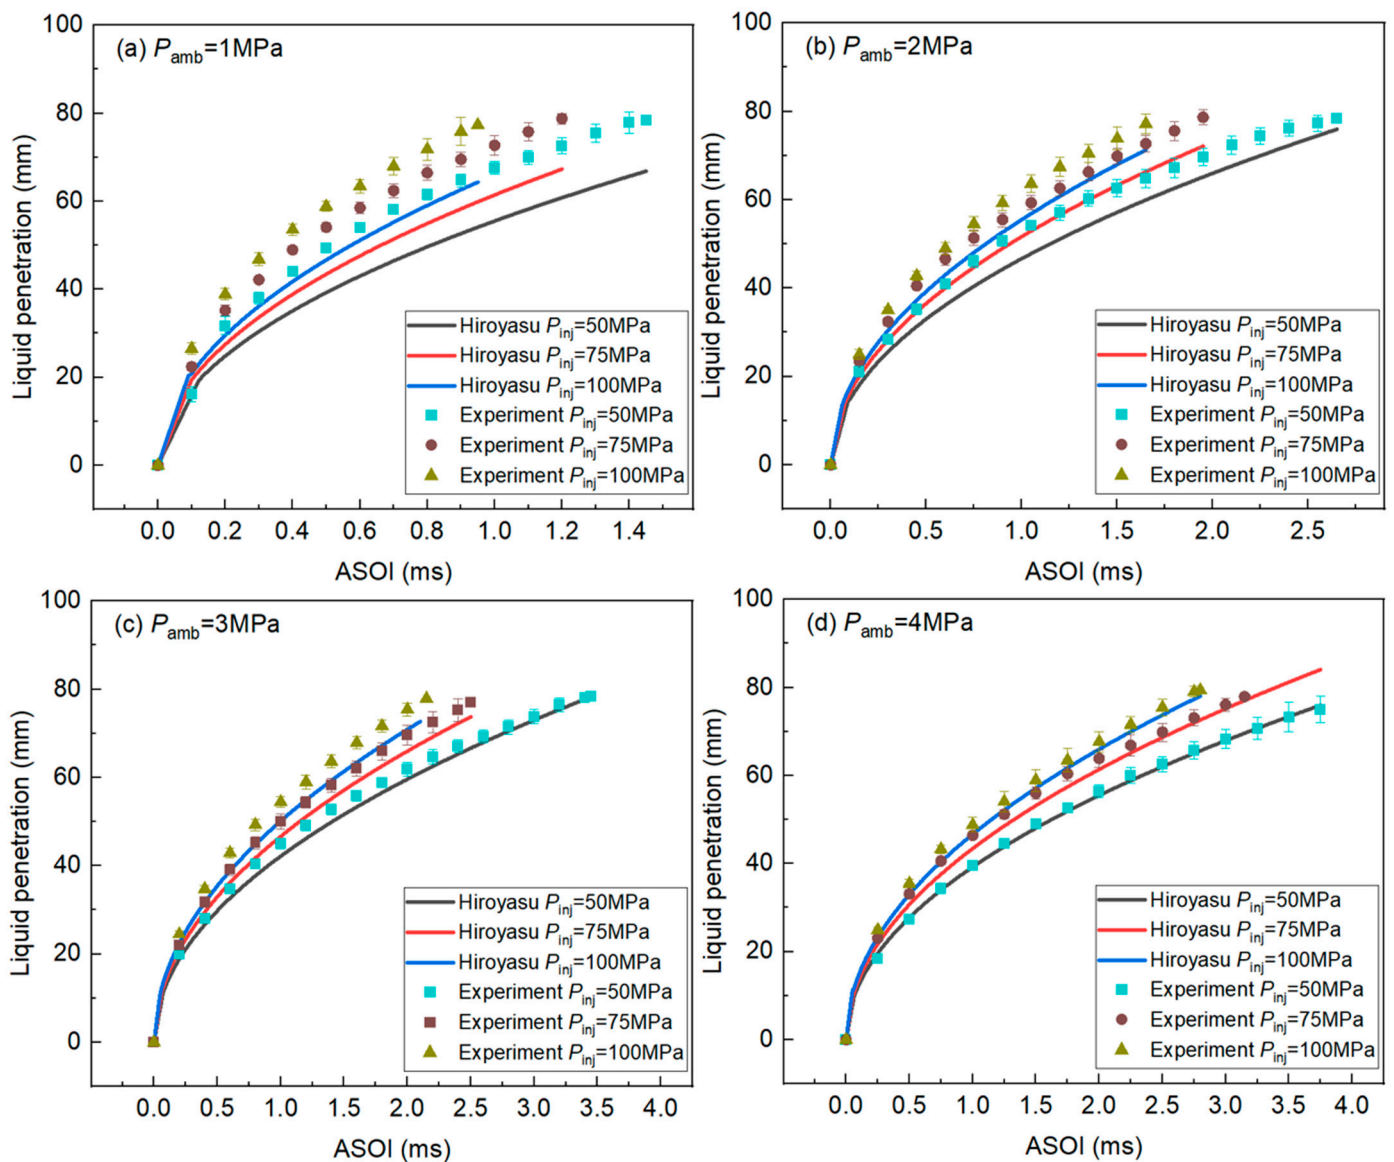 (a) Pamb=1MPa
Liquid penetration (mm)
100
80
60
40
20
0
Hiroyasu Pinj=50MPa
Hiroyasu Pinj=75MPa
Hiroyasu Pinj=100MPa
Experiment Pinj=50MPa
Experiment Pinj=75MPa
Experiment Pinj=100MPa
0.0 0.2 0.4 0.6 0.8 1.0 1.2 1.4
ASOI (ms)
(b) Pamb=2MPa
Liquid penetration (mm)
100
80
60
40
20
0
Hiroyasu Pinj=50MPa
Hiroyasu Pinj=75MPa
Hiroyasu Pinj=100MPa
Experiment Pinj=50MPa
Experiment Pinj=75MPa
Experiment Pinj=100MPa
0.0 0.5 1.0 1.5 2.0 2.5
ASOI (ms)
(c) Pamb=3MPa
Liquid penetration (mm)
100
80
60
40
20
0
Hiroyasu Pinj=50MPa
Hiroyasu Pinj=75MPa
Hiroyasu Pinj=100MPa
Experiment Pinj=50MPa
Experiment Pinj=75MPa
Experiment Pinj=100MPa
0.0 0.5 1.0 1.5 2.0 2.5 3.0 3.5 4.0
ASOI (ms)
(d) Pamb=4MPa
Liquid penetration (mm)
100
80
60
40
20
0
Hiroyasu Pinj=50MPa
Hiroyasu Pinj=75MPa
Hiroyasu Pinj=100MPa
Experiment Pinj=50MPa
Experiment Pinj=75MPa
Experiment Pinj=100MPa
0.0 0.5 1.0 1.5 2.0 2.5 3.0 3.5 4.0
ASOI (ms)